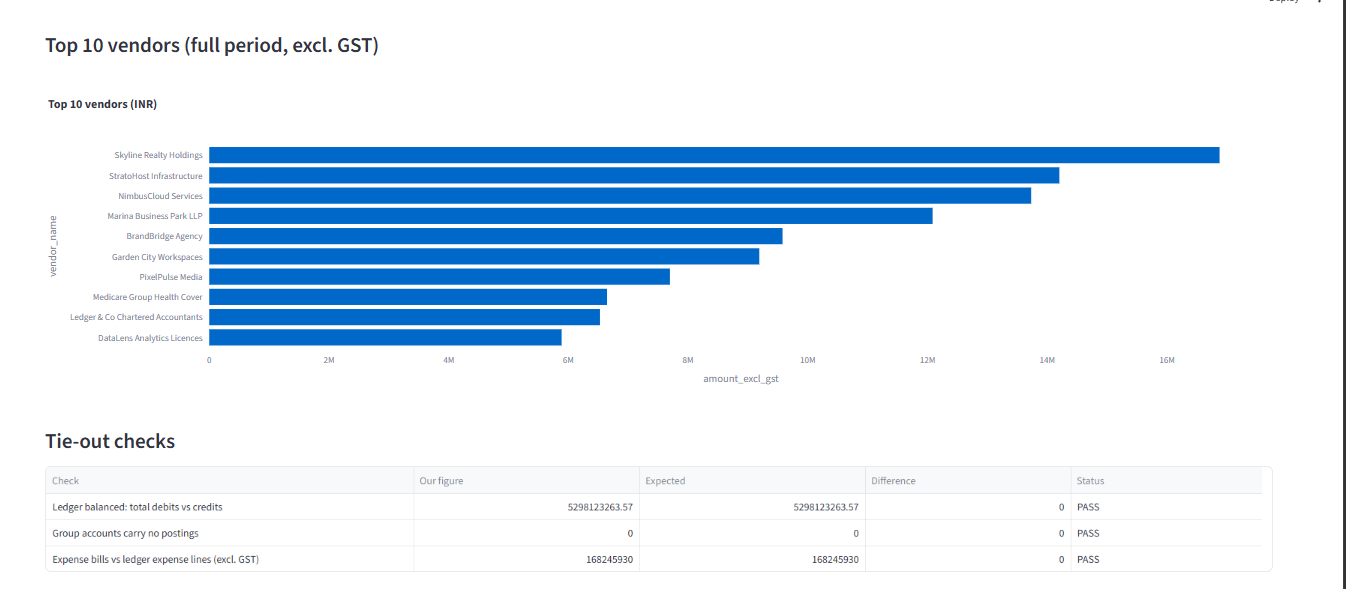 Top 10 vendors (full period, excl. GST)
Top 10 vendors (INR)
vendor_name
Skyline Realty Holdings
StratoHost Infrastructure
NimbusCloud Services
Marina Business Park LLP
BrandBridge Agency
Garden City Workspaces
PixelPulse Media
Medicare Group Health Cover
Ledger & Co Chartered Accountants
DataLens Analytics Licences
0 2M 4M 6M 8M 10M 12M 14M 16M
amount_excl_gst
Tie-out checks
Check Our figure Expected Difference Status
Ledger balanced: total debits vs credits 5298123263.57 5298123263.57 0 PASS
Group accounts carry no postings 0 0 0 PASS
Expense bills vs ledger expense lines (excl. GST) 168245930 168245930 0 PASS